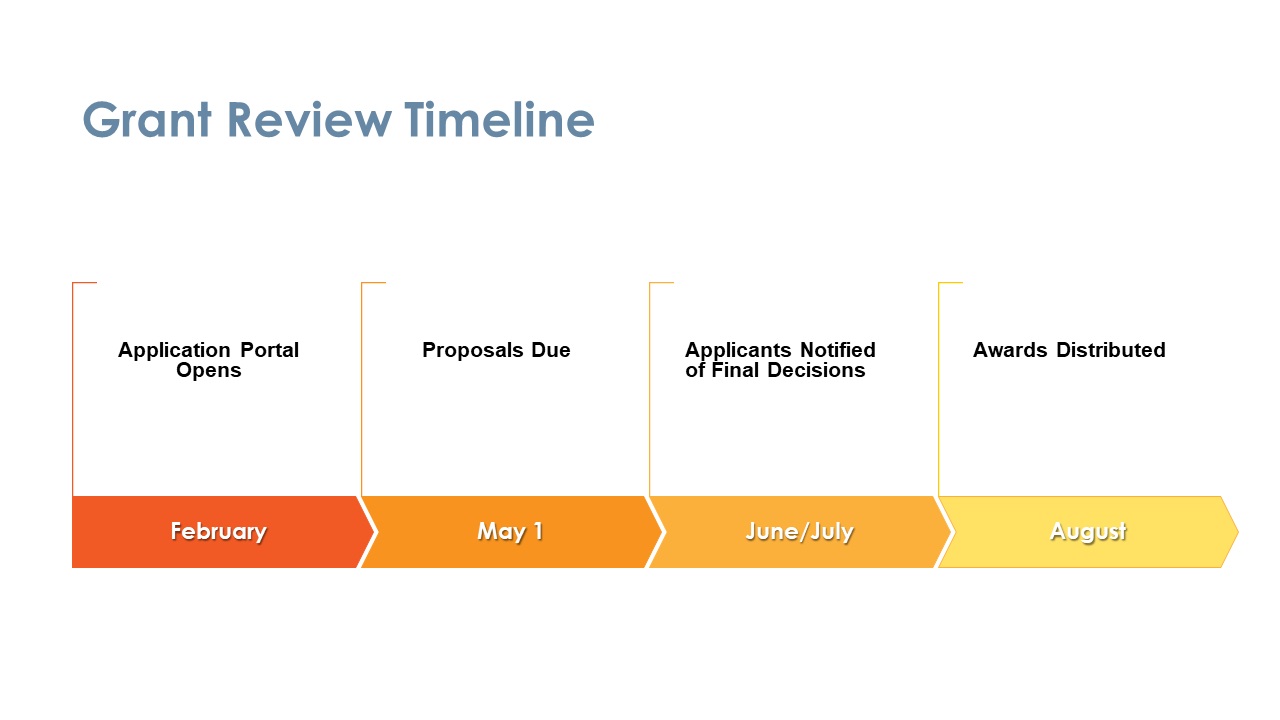 Grant Review Timeline
Application Portal
Opens
Proposals Due
Applicants Notified
of Final Decisions
Awards Distributed
February
May 1
June/July
August